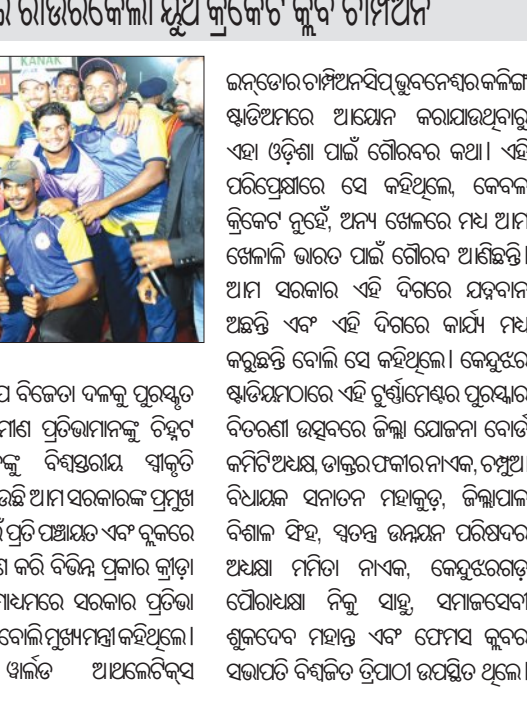 ରାଉରକେଲା ୟୁଥ କ୍ରିକେଟ କ୍ଲବ ଚାମ୍ପିଅନ
KANAK
ବିଜେତା ଦଳକୁ ପୁରସ୍କୃତ
ପ୍ରତିଭାମାନଙ୍କୁ ଚିହ୍ନଟ
ବିଶ୍ୱସ୍ତରୀୟ ସ୍ୱୀକୃତି
ଆମ ସରକାରଙ୍କ ପ୍ରମୁଖ
ପ୍ରତି ପଞ୍ଚାୟତ ଏବଂ ବ୍ଲକରେ
କରି ବିଭିନ୍ନ ପ୍ରକାର କ୍ରୀଡ଼ା
ମାଧ୍ୟମରେ ସରକାର ପ୍ରତିଭା
ବୋଲି ମୁଖ୍ୟମନ୍ତ୍ରୀ କହିଥିଲେ।
ୱାର୍ଲଡ ଆଥଲେଟିକ୍ସ
ଇନ୍‌ଡୋର ଚାମ୍ପିଅନସିପ୍ ଭୁବନେଶ୍ୱର କଳିଙ୍ଗ
ଷ୍ଟାଡିଅମରେ ଆୟୋନ କରାଯାଉଥିବାରୁ
ଏହା ଓଡ଼ିଶା ପାଇଁ ଗୌରବର କଥା। ଏହି
ପରିପ୍ରେକ୍ଷୀରେ ସେ କହିଥିଲେ, କେବଳ
କ୍ରିକେଟ ନୁହେଁ, ଅନ୍ୟ ଖେଳରେ ମଧ୍ୟ ଆମ
ଖେଳାଳି ଭାରତ ପାଇଁ ଗୌରବ ଆଣିଛନ୍ତି।
ଆମ ସରକାର ଏହି ଦିଗରେ ଯତ୍ନବାନ
ଅଛନ୍ତି ଏବଂ ଏହି ଦିଗରେ କାର୍ଯ୍ୟ ମଧ୍ୟ
କରୁଛନ୍ତି ବୋଲି ସେ କହିଥିଲେ। କେନ୍ଦୁଝର
ଷ୍ଟାଡିୟମଠାରେ ଏହି ଟୁର୍ଣ୍ଣାମେଣ୍ଟର ପୁରସ୍କାର
ବିତରଣୀ ଉତ୍ସବରେ ଜିଲ୍ଲା ଯୋଜନା ବୋର୍ଡ
କମିଟି ଅଧ୍ୟକ୍ଷ, ଡାକ୍ତର ଫକୀର ନାଏକ, ଚମ୍ପୁଆ
ବିଧାୟକ ସନାତନ ମହାକୁଡ଼, ଜିଲ୍ଲାପାଳ
ବିଶାଳ ସିଂହ, ସ୍ୱତନ୍ତ୍ର ଉନ୍ନୟନ ପରିଷଦର
ଅଧ୍ୟକ୍ଷା ମମିତା ନାଏକ, କେନ୍ଦୁଝରଗଡ଼
ପୌରାଧ୍ୟକ୍ଷା ନିକୁ ସାହୁ, ସମାଜସେବୀ
ଶୁକଦେବ ମହାନ୍ତ ଏବଂ ଫେମସ କ୍ଲବର
ସଭାପତି ବିଶ୍ୱଜିତ ତ୍ରିପାଠୀ ଉପସ୍ଥିତ ଥିଲେ।